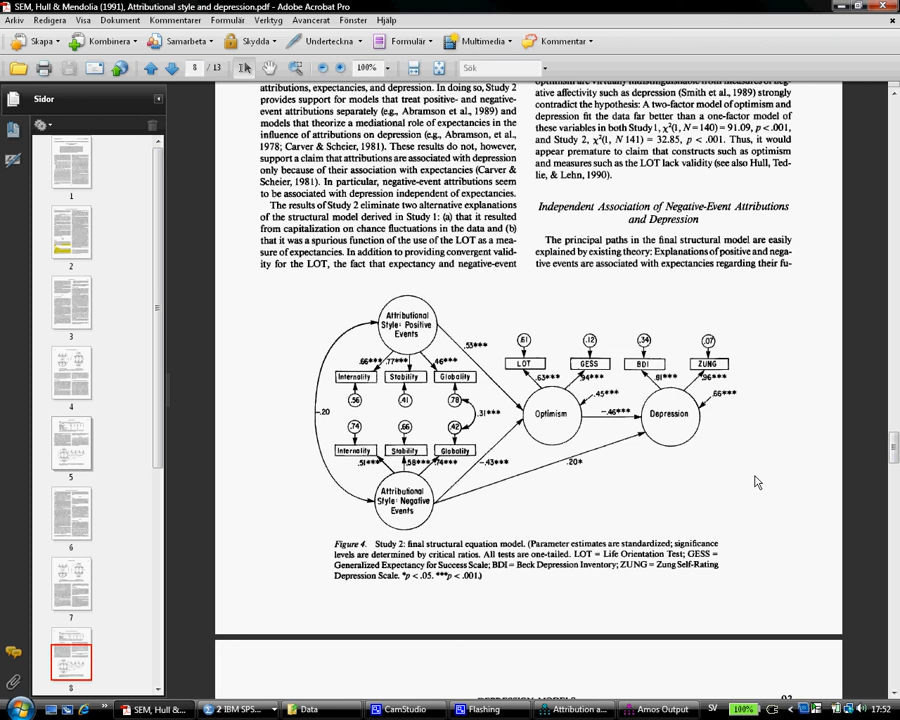 SEM, Hull & Mendolia (1991), Attributional style and depression.pdf - Adobe Acrobat Pro
Arkiv Redigera Visa Dokument Kommentarer Formulär Verktyg Avancerat Fönster Hjälp
Skapa Kombinera Samarbeta Skydda Underteckna Formulär Multimedia Kommentar
8 / 13 100% Sök
Sidor
1
2
3
4
5
6
7
8
attributions, expectancies, and depression. In doing so, Study 2
provides support for models that treat positive- and negative-
event attributions separately (e.g., Abramson et al., 1989) and
models that theorize a mediational role of expectancies in the
influence of attributions on depression (e.g., Abramson, et al.,
1978; Carver & Scheier, 1981). These results do not, however,
support a claim that attributions are associated with depression
only because of their association with expectancies (Carver &
Scheier, 1981). In particular, negative-event attributions seem
to be associated with depression independent of expectancies.
The results of Study 2 eliminate two alternative explanations
of the structural model derived in Study 1: (a) that it resulted
from capitalization on chance fluctuations in the data and (b)
that it was a spurious function of the use of the LOT as a mea-
sure of expectancies. In addition to providing convergent valid-
ity for the LOT, the fact that expectancy and negative-event
optimism are virtually indistinguishable from measures of neg-
ative affectivity such as depression (Smith et al., 1989) strongly
contradict the hypothesis: A two-factor model of optimism and
depression fit the data far better than a one-factor model of
these variables in both Study 1, χ²(1, N = 140) = 91.09, p < .001,
and Study 2, χ²(1, N 141) = 32.85, p < .001. Thus, it would
appear premature to claim that constructs such as optimism
and measures such as the LOT lack validity (see also Hull, Ted-
lie, & Lehn, 1990).
Independent Association of Negative-Event Attributions
and Depression
The principal paths in the final structural model are easily
explained by existing theory: Explanations of positive and nega-
tive events are associated with expectancies regarding their fu-
Attributional
Style: Positive
Events
.53***
.66*** .77*** .46***
Internality Stability Globality
.56 .41 .78
.31***
-.20
.74 .66 .42
Internality Stability Globality
.51*** .58*** .74***
Attributional
Style: Negative
Events
-.43***
.20*
.61 .12 .34 .07
LOT GESS BDI ZUNG
.63*** .94*** .81*** .96***
.45*** .66***
Optimism -.46*** Depression
Figure 4. Study 2: final structural equation model. (Parameter estimates are standardized; significance
levels are determined by critical ratios. All tests are one-tailed. LOT = Life Orientation Test; GESS =
Generalized Expectancy for Success Scale; BDI = Beck Depression Inventory; ZUNG = Zung Self-Rating
Depression Scale. *p < .05. ***p < .001.)
SEM, Hull &... 2 IBM SPS... Data CamStudio Flashing Attribution a... Amos Output SV 100% 17:52